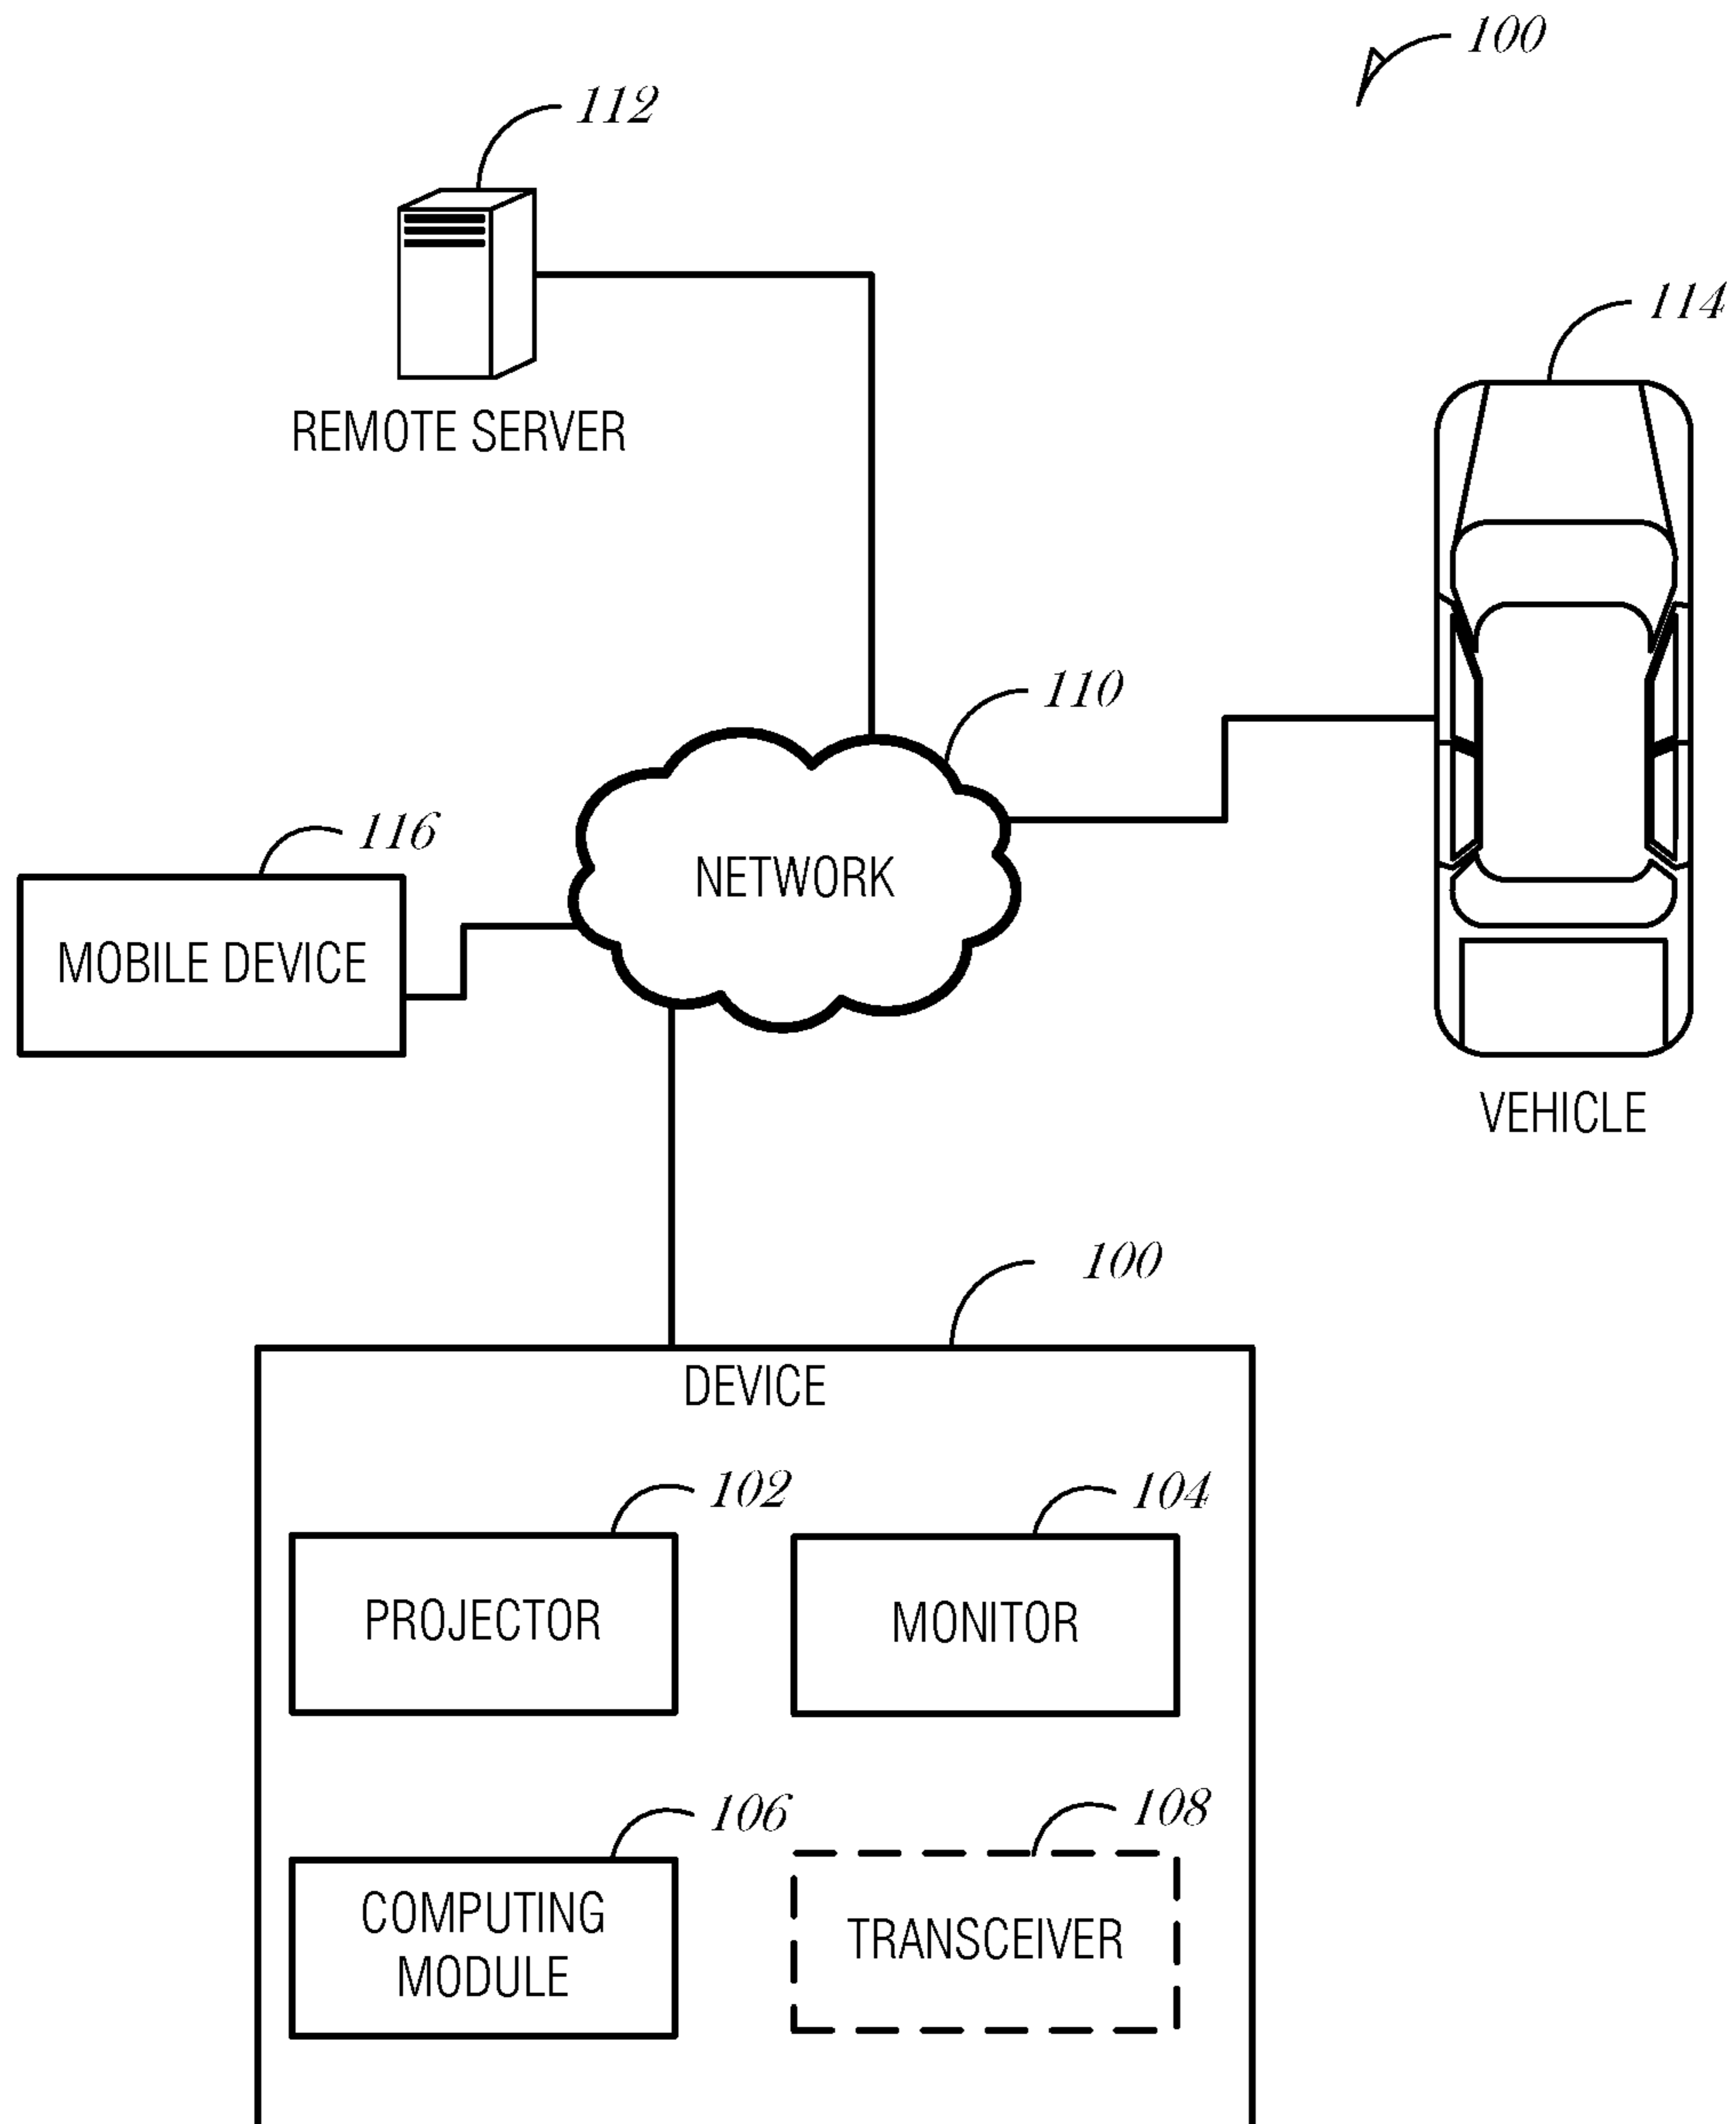 100
112
REMOTE SERVER
114
110
116
NETWORK
MOBILE DEVICE
VEHICLE
100
DEVICE
102
104
PROJECTOR
MONITOR
106
108
COMPUTING
MODULE
TRANSCEIVER